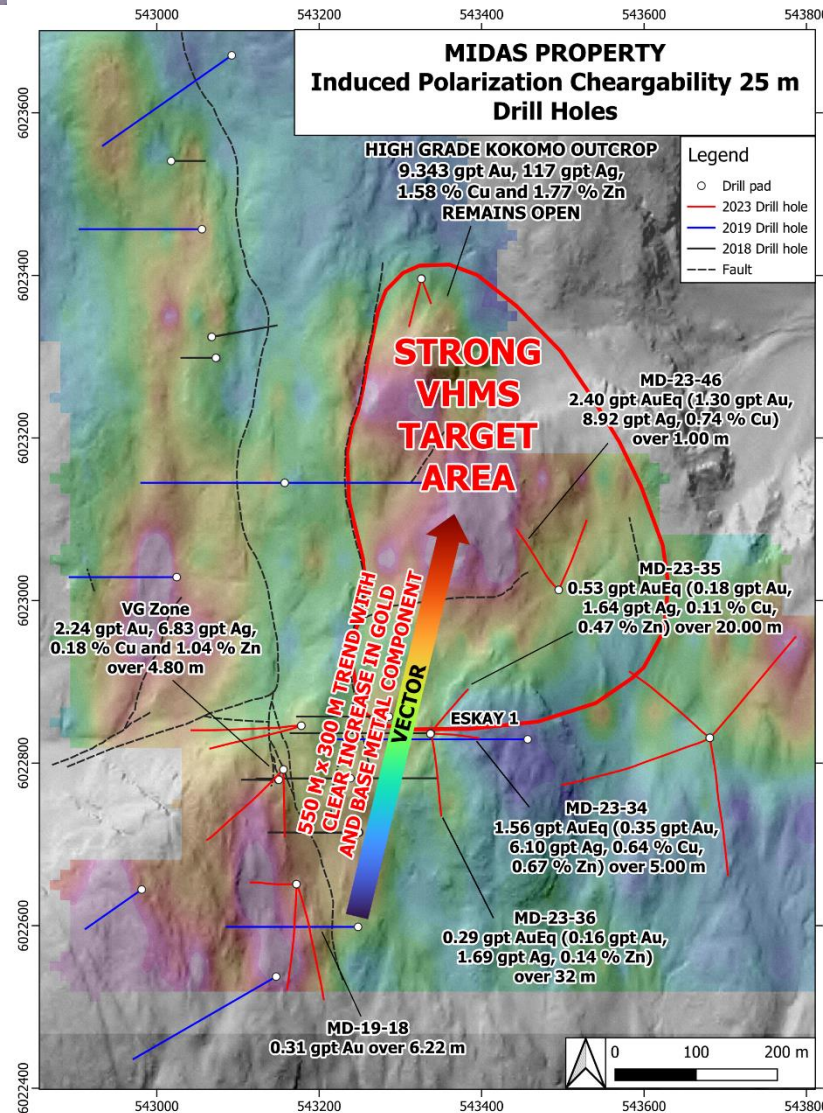 543000
543200
543400
543600
543800
MIDAS PROPERTY
Induced Polarization Cheargability 25 m
Drill Holes
6023600
6023400
6023200
6023000
6022800
6022600
6022400
Legend
Drill pad
2023 Drill hole
2019 Drill hole
2018 Drill hole
Fault
HIGH GRADE KOKOMO OUTCROP
9.343 gpt Au, 117 gpt Ag,
1.58 % Cu and 1.77 % Zn
REMAINS OPEN
STRONG
VHMS
TARGET
AREA
MD-23-46
2.40 gpt AuEq (1.30 gpt Au,
8.92 gpt Ag, 0.74 % Cu)
over 1.00 m
MD-23-35
0.53 gpt AuEq (0.18 gpt Au,
1.64 gpt Ag, 0.11 % Cu,
0.47 % Zn) over 20.00 m
VG Zone
2.24 gpt Au, 6.83 gpt Ag,
0.18 % Cu and 1.04 % Zn
over 4.80 m
550 M x 300 M TREND WITH
CLEAR INCREASE IN GOLD
AND BASE METAL COMPONENT
VECTOR
ESKAY 1
MD-23-34
1.56 gpt AuEq (0.35 gpt Au,
6.10 gpt Ag, 0.64 % Cu,
0.67 % Zn) over 5.00 m
MD-23-36
0.29 gpt AuEq (0.16 gpt Au,
1.69 gpt Ag, 0.14 % Zn)
over 32 m
MD-19-18
0.31 gpt Au over 6.22 m
0 100 200 m
543000
543200
543400
543600
543800